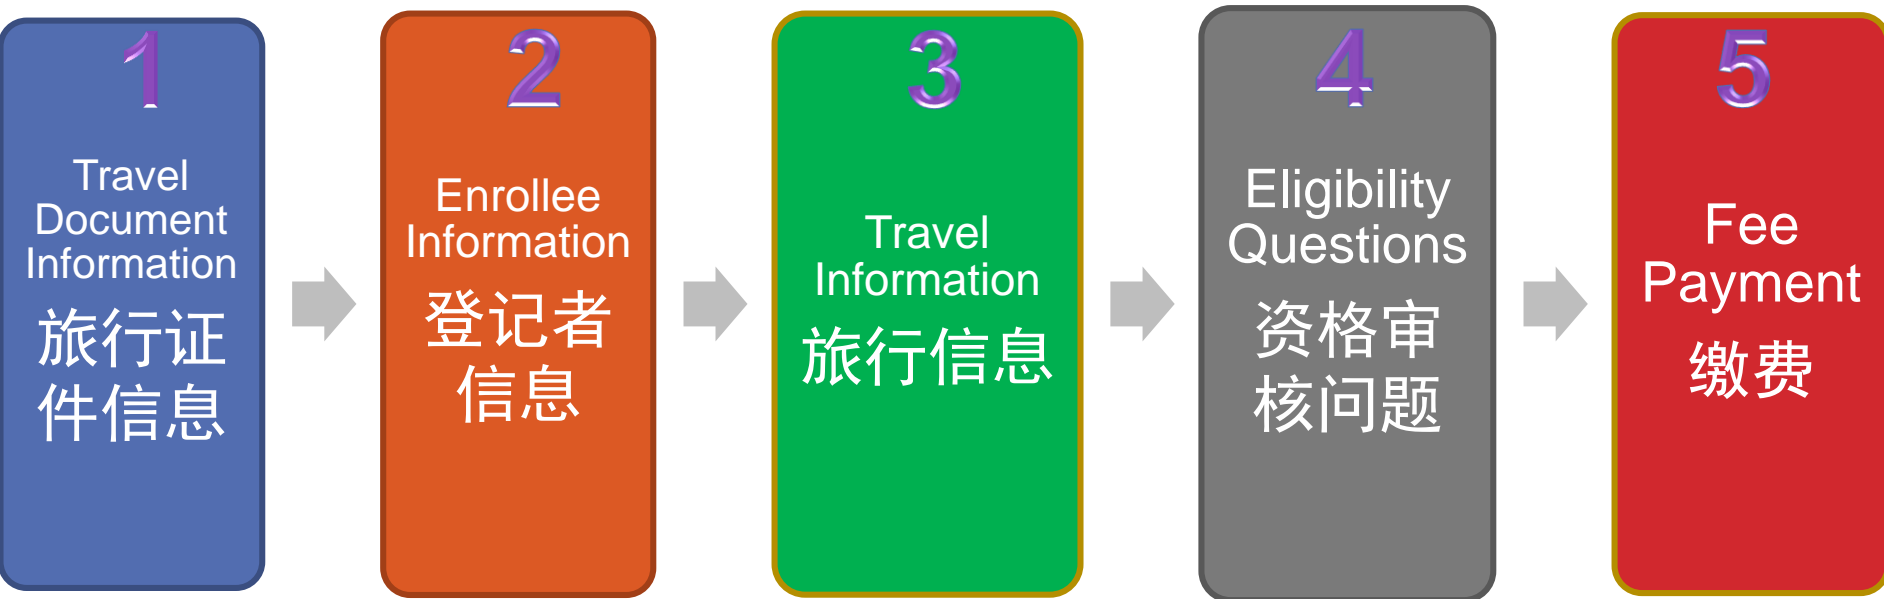 1
Travel
Document
Information
旅行证
件信息
2
Enrollee
Information
登记者
信息
3
Travel
Information
旅行信息
4
Eligibility
Questions
资格审
核问题
5
Fee
Payment
缴费